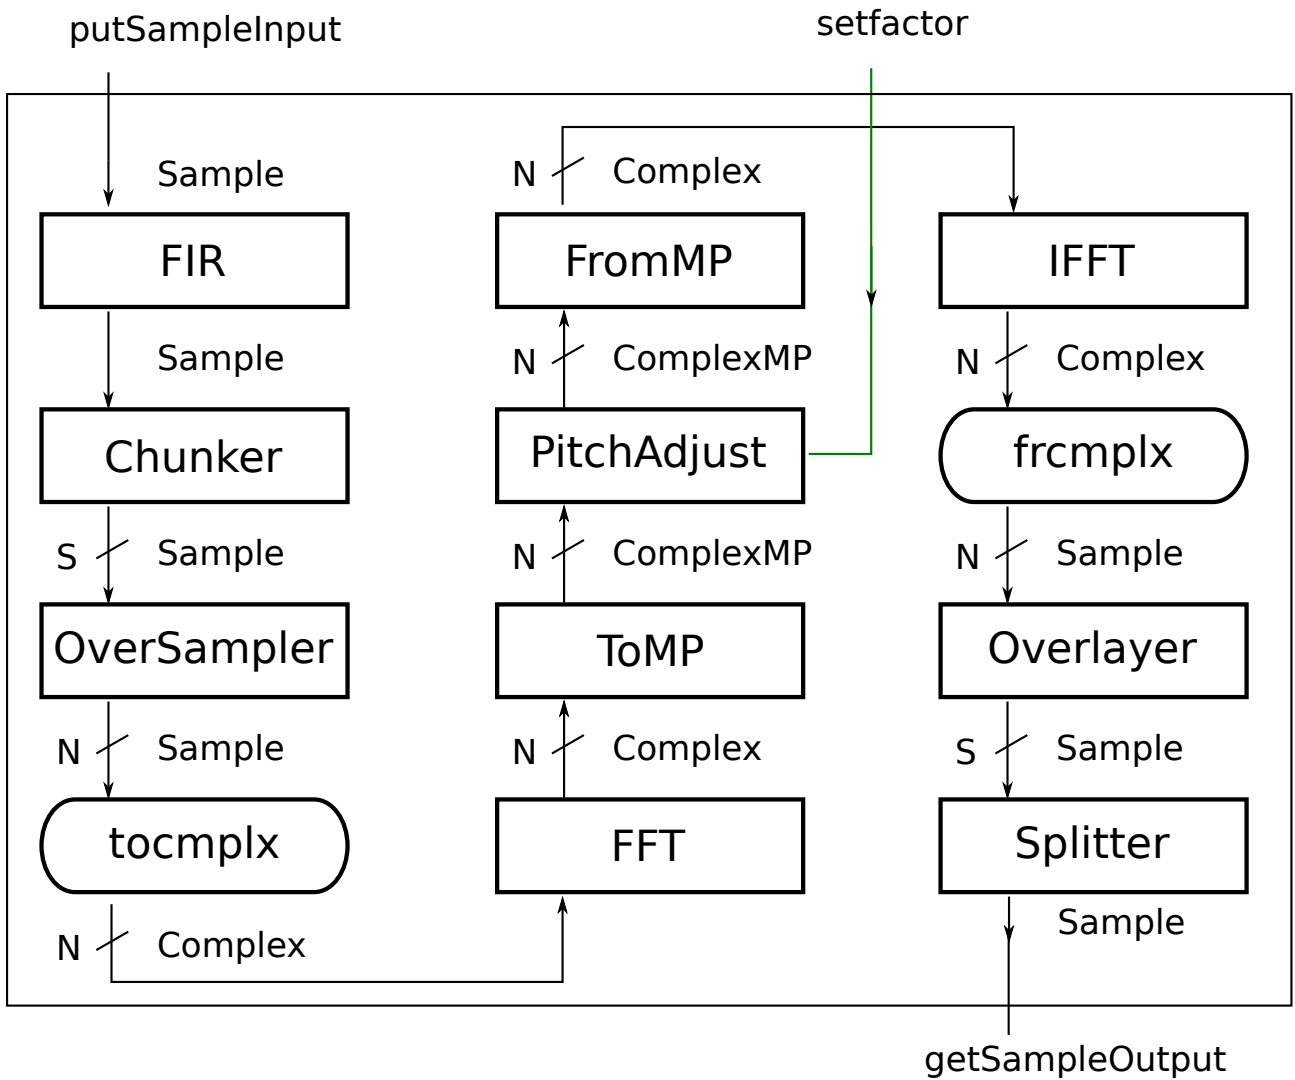 putSampleInput
setfactor
Sample
FIR
Sample
Chunker
S Sample
OverSampler
N Sample
tocmplx
N Complex
N Complex
FromMP
N ComplexMP
PitchAdjust
N ComplexMP
ToMP
N Complex
FFT
IFFT
N Complex
frcmplx
N Sample
Overlayer
S Sample
Splitter
Sample
getSampleOutput